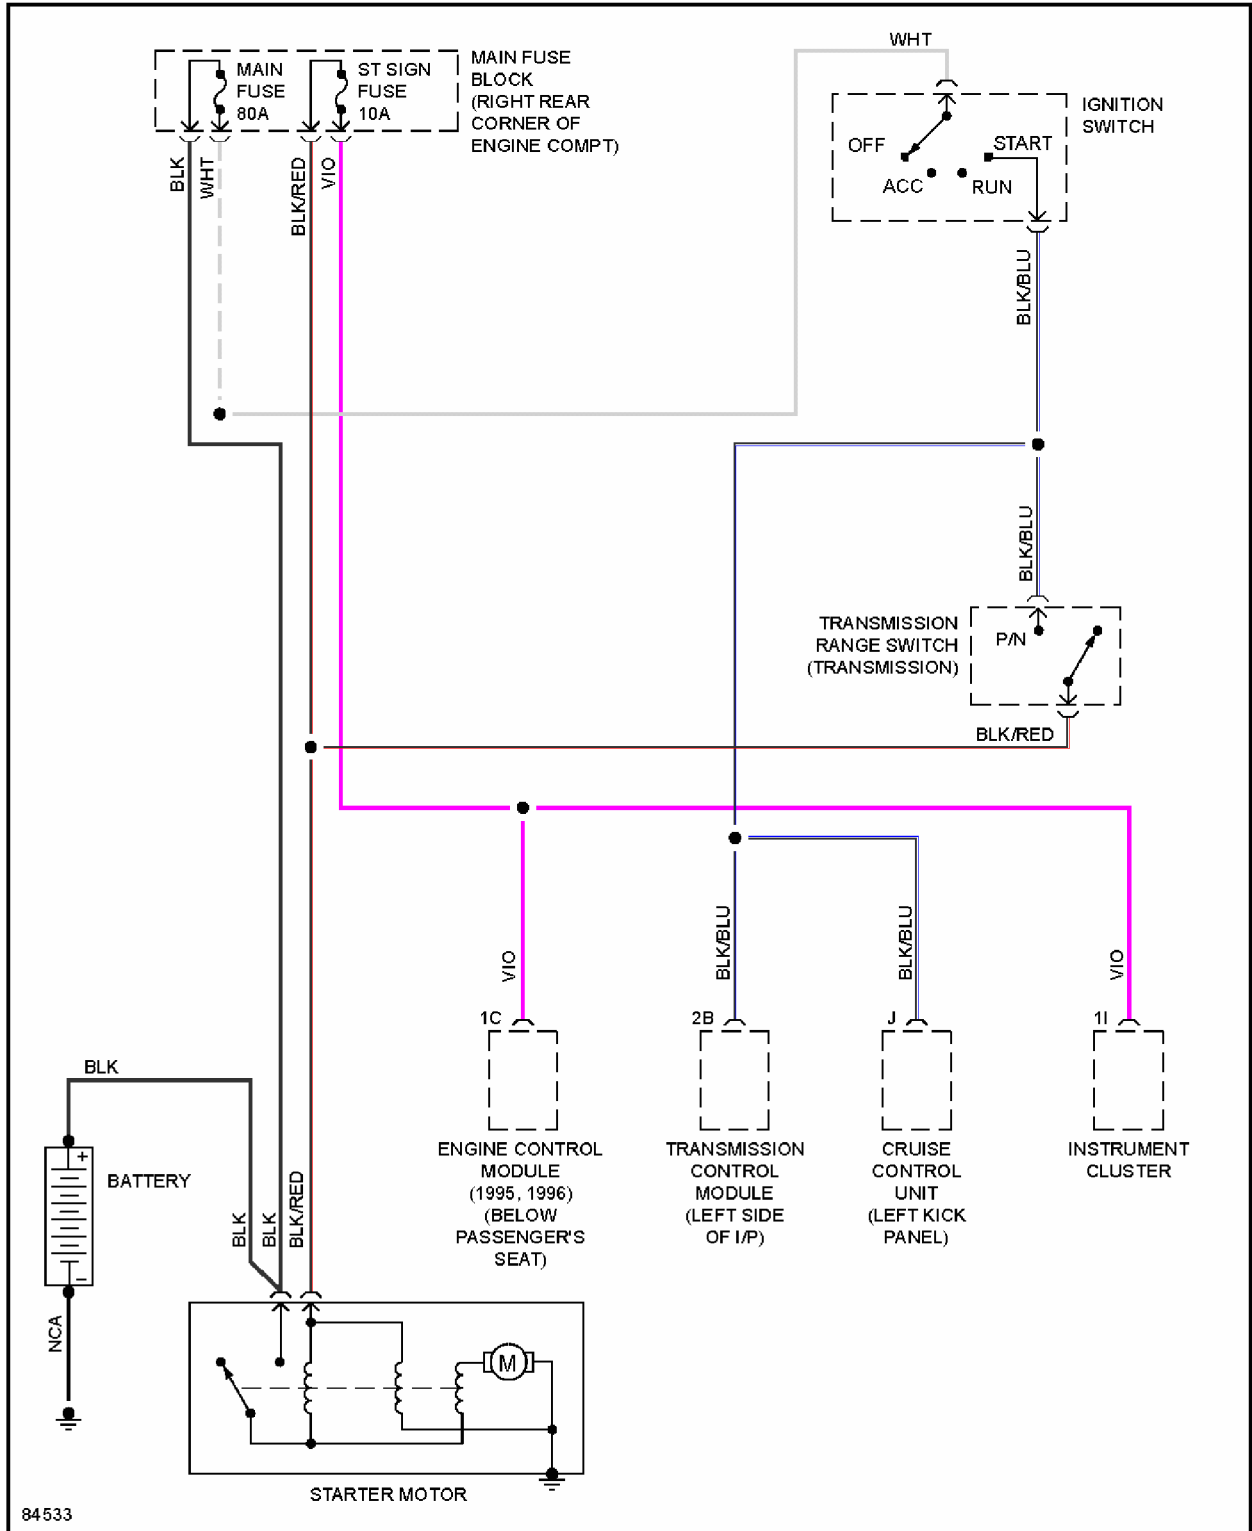 WHT
MAIN
FUSE
80A
ST SIGN
FUSE
10A
MAIN FUSE
BLOCK
(RIGHT REAR
CORNER OF
ENGINE COMPT)
IGNITION
SWITCH
OFF
START
ACC
RUN
BLK
WHT
BLK/RED
VIO
BLK/BLU
BLK/BLU
TRANSMISSION
RANGE SWITCH
(TRANSMISSION)
P/N
BLK/RED
VIO
BLK/BLU
BLK/BLU
VIO
1C
2B
J
1I
BLK
ENGINE CONTROL
MODULE
(1995, 1996)
(BELOW
PASSENGER'S
SEAT)
TRANSMISSION
CONTROL
MODULE
(LEFT SIDE
OF I/P)
CRUISE
CONTROL
UNIT
(LEFT KICK
PANEL)
INSTRUMENT
CLUSTER
+
BATTERY
-
BLK
BLK
BLK/RED
NCA
M
STARTER MOTOR
84533